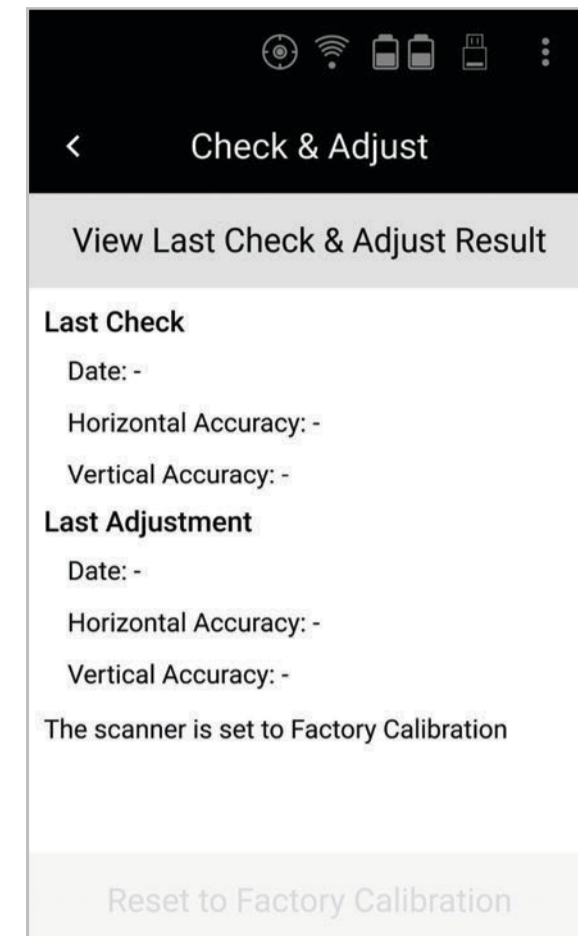 Check & Adjust
View Last Check & Adjust Result
Last Check
Date: -
Horizontal Accuracy: -
Vertical Accuracy: -
Last Adjustment
Date: -
Horizontal Accuracy: -
Vertical Accuracy: -
The scanner is set to Factory Calibration
Reset to Factory Calibration